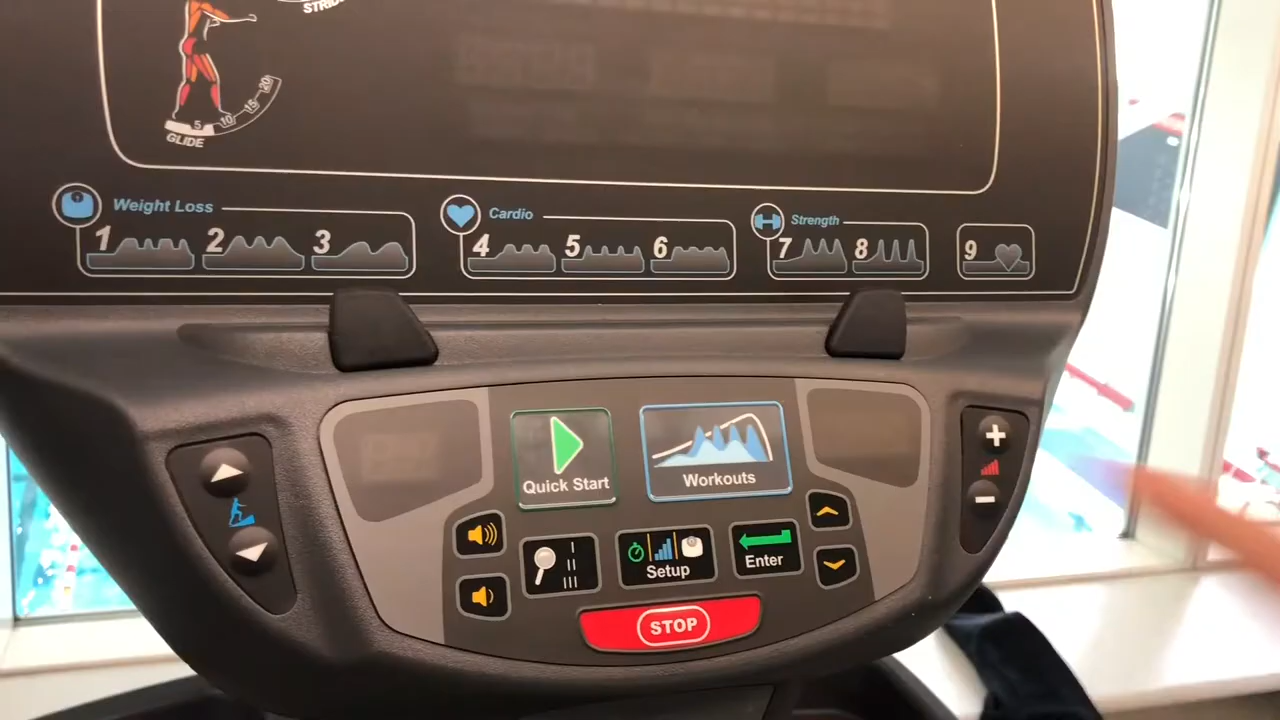 STRIDE
20
15
10
5
GLIDE
Weight Loss
Cardio
Strength
1 2 3
4 5 6
7 8
9
Quick Start
Workouts
Setup
Enter
STOP